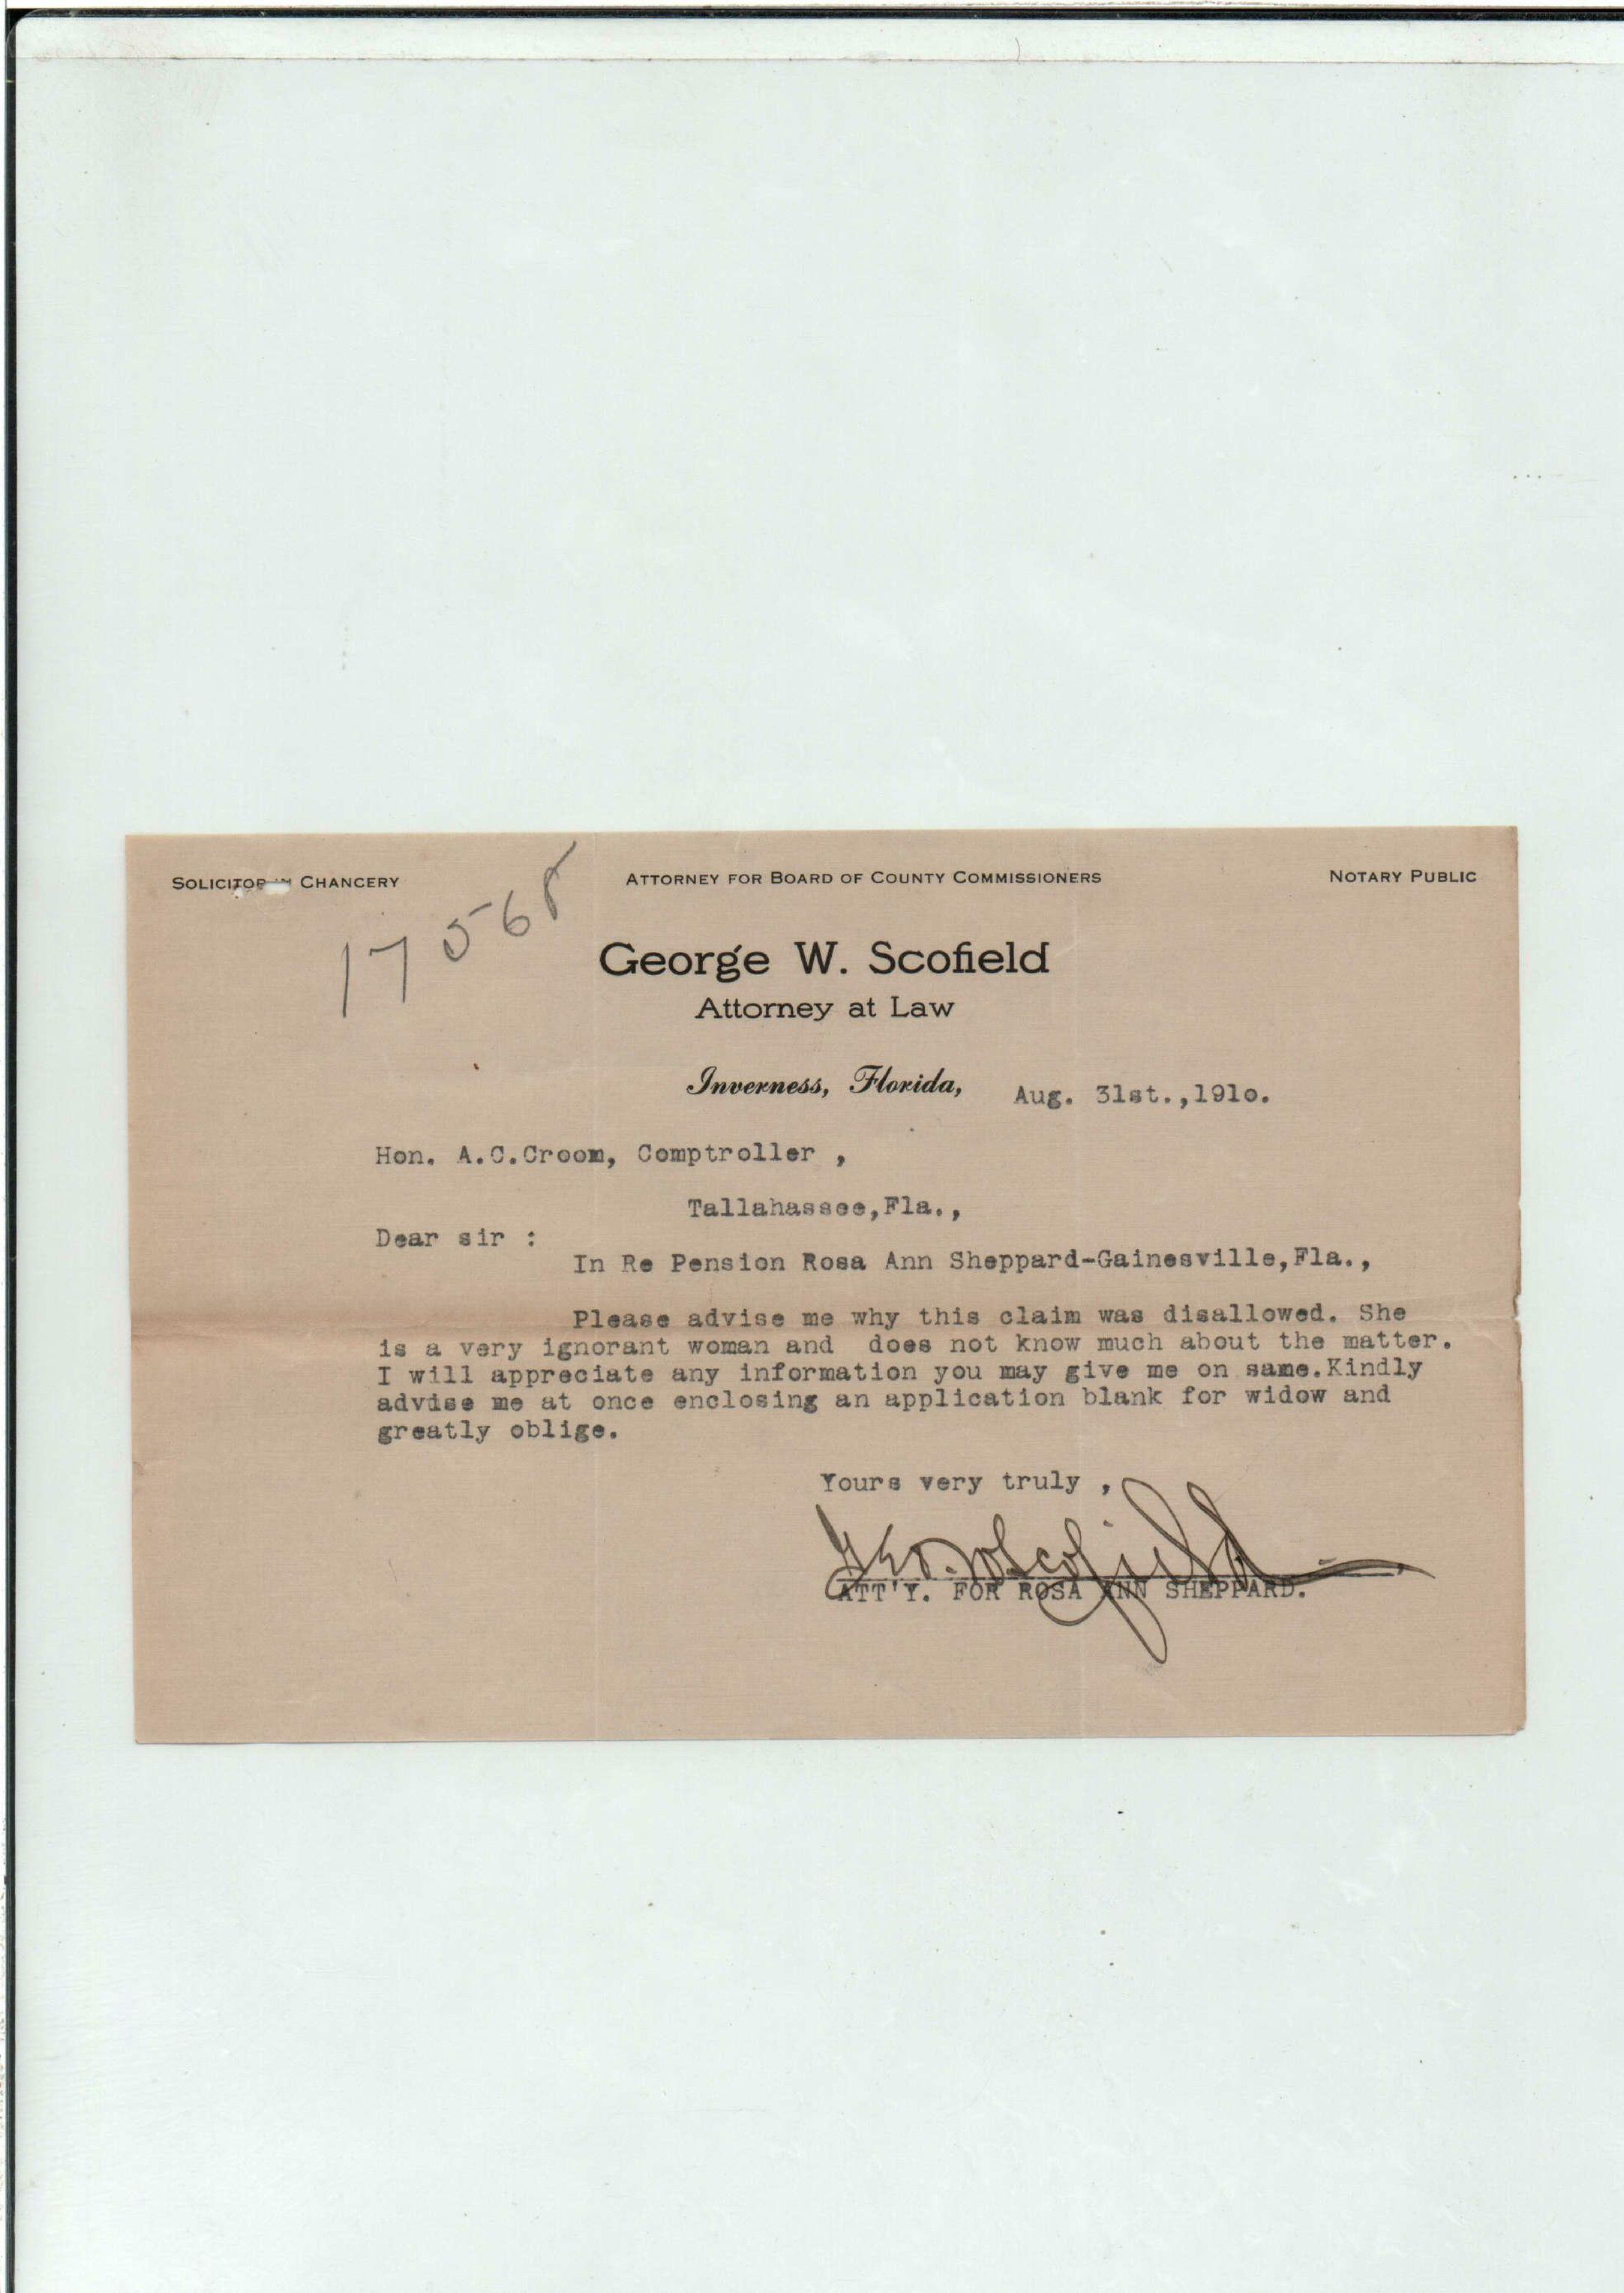 SOLICITOR IN CHANCERY
ATTORNEY FOR BOARD OF COUNTY COMMISSIONERS
NOTARY PUBLIC
17568
George W. Scofield
Attorney at Law
Inverness, Florida, Aug. 31st.,191o.
Hon. A.C.Croom, Comptroller ,
Tallahassee,Fla.,
Dear sir :
In Re Pension Rosa Ann Sheppard-Gainesville,Fla.,
Please advise me why this claim was disallowed. She
is a very ignorant woman and does not know much about the matter.
I will appreciate any information you may give me on same.Kindly
advise me at once enclosing an application blank for widow and
greatly oblige.
Yours very truly ,
Geo. W Scofield
ATT'Y. FOR ROSA ANN SHEPPARD.